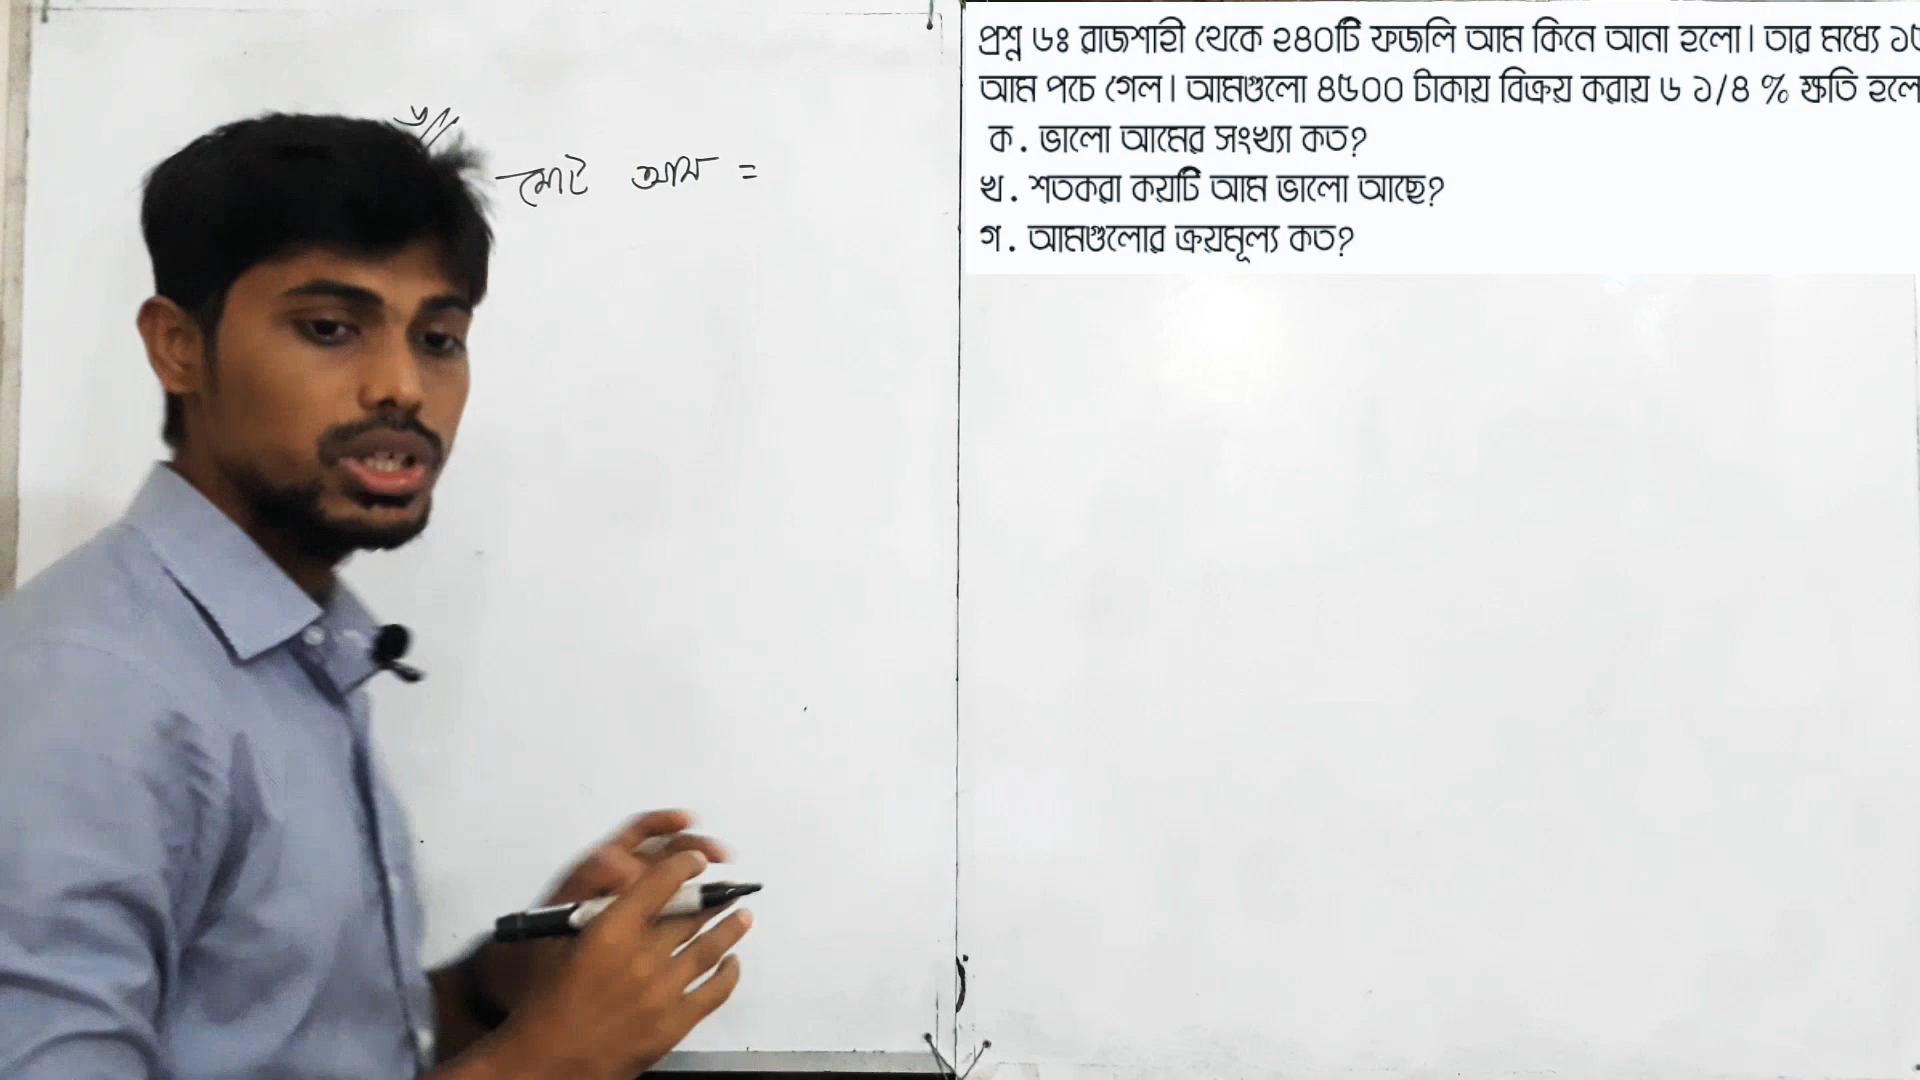 ৬//
মোট আম =
প্রশ্ন ৬ঃ রাজশাহী থেকে ২৪০টি ফজলি আম কিনে আনা হলো। তার মধ্যে
আম পচে গেল। আমগুলো ৪৫০০ টাকায় বিক্রয় করায় ৬ ১/৪ % ক্ষতি হলে
ক. ভালো আমের সংখ্যা কত?
খ. শতকরা কয়টি আম ভালো আছে?
গ. আমগুলোর ক্রয়মূল্য কত?